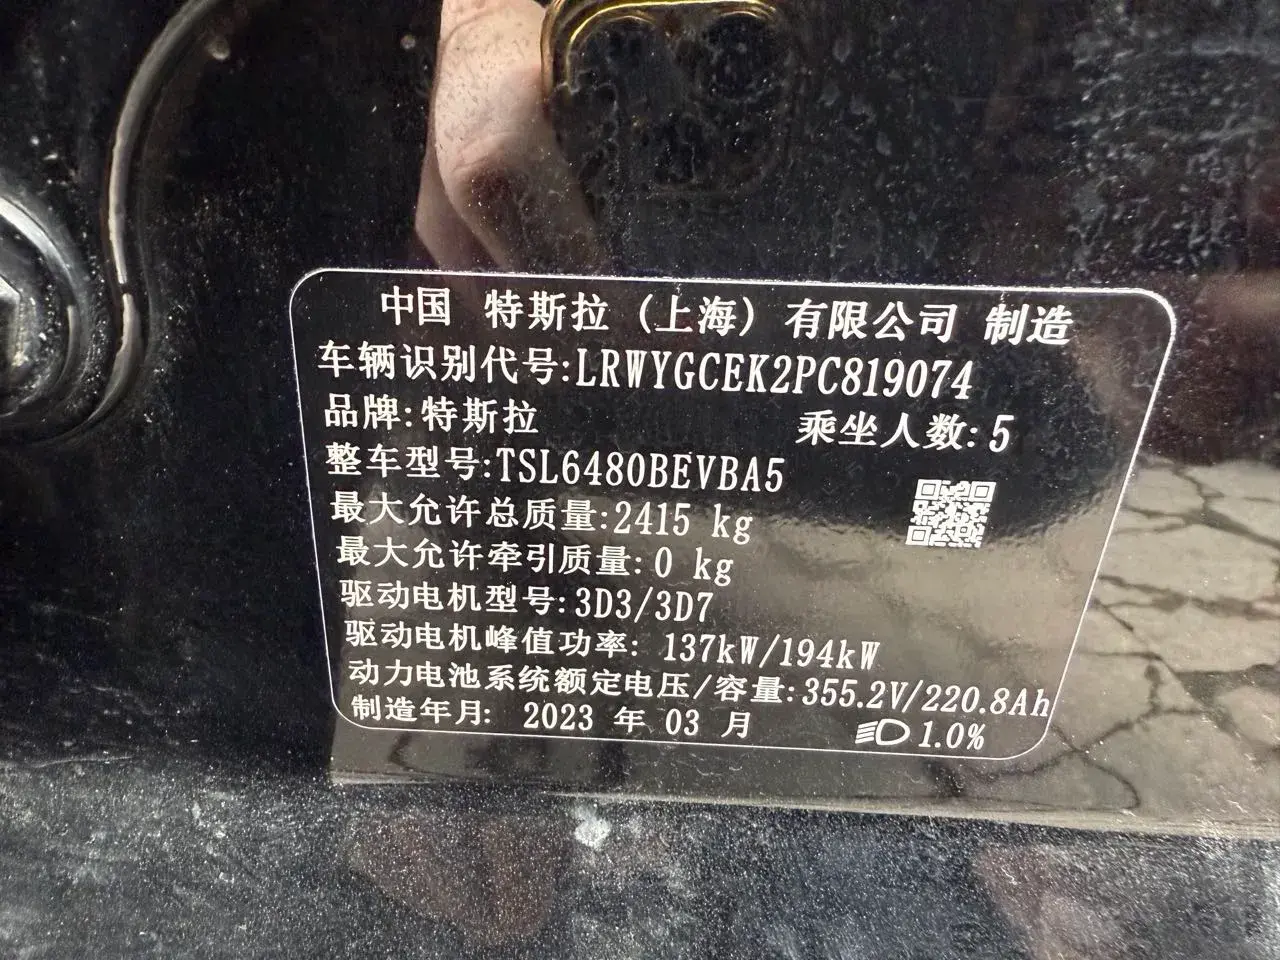 中国 特斯拉（上海）有限公司 制造
车辆识别代号:LRWYGCEK2PC819074
品牌:特斯拉 乘坐人数:5
整车型号:TSL6480BEVBA5
最大允许总质量:2415 kg
最大允许牵引质量:0 kg
驱动电机型号:3D3/3D7
驱动电机峰值功率: 137kW/194kW
动力电池系统额定电压/容量:355.2V/220.8Ah
制造年月: 2023 年 03 月 1.0%